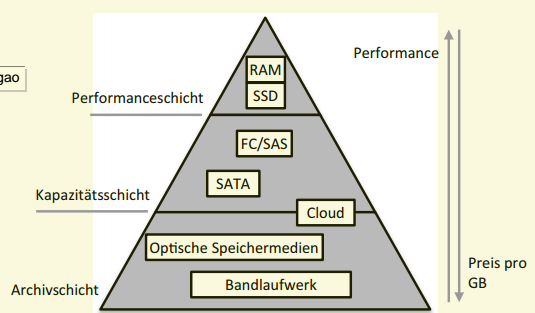 RAM
Performance
gao
SSD
Performanceschicht
FC/SAS
SATA
Kapazitätsschicht
Cloud
Optische Speichermedien
Preis pro
GB
Bandlaufwerk
Archivschicht